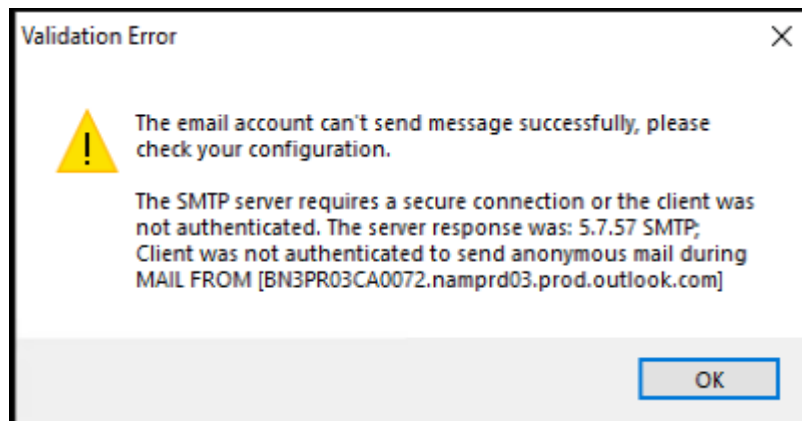 Validation Error
The email account can't send message successfully, please
check your configuration.
The SMTP server requires a secure connection or the client was
not authenticated. The server response was: 5.7.57 SMTP;
Client was not authenticated to send anonymous mail during
MAIL FROM [BN3PR03CA0072.namprd03.prod.outlook.com]
OK